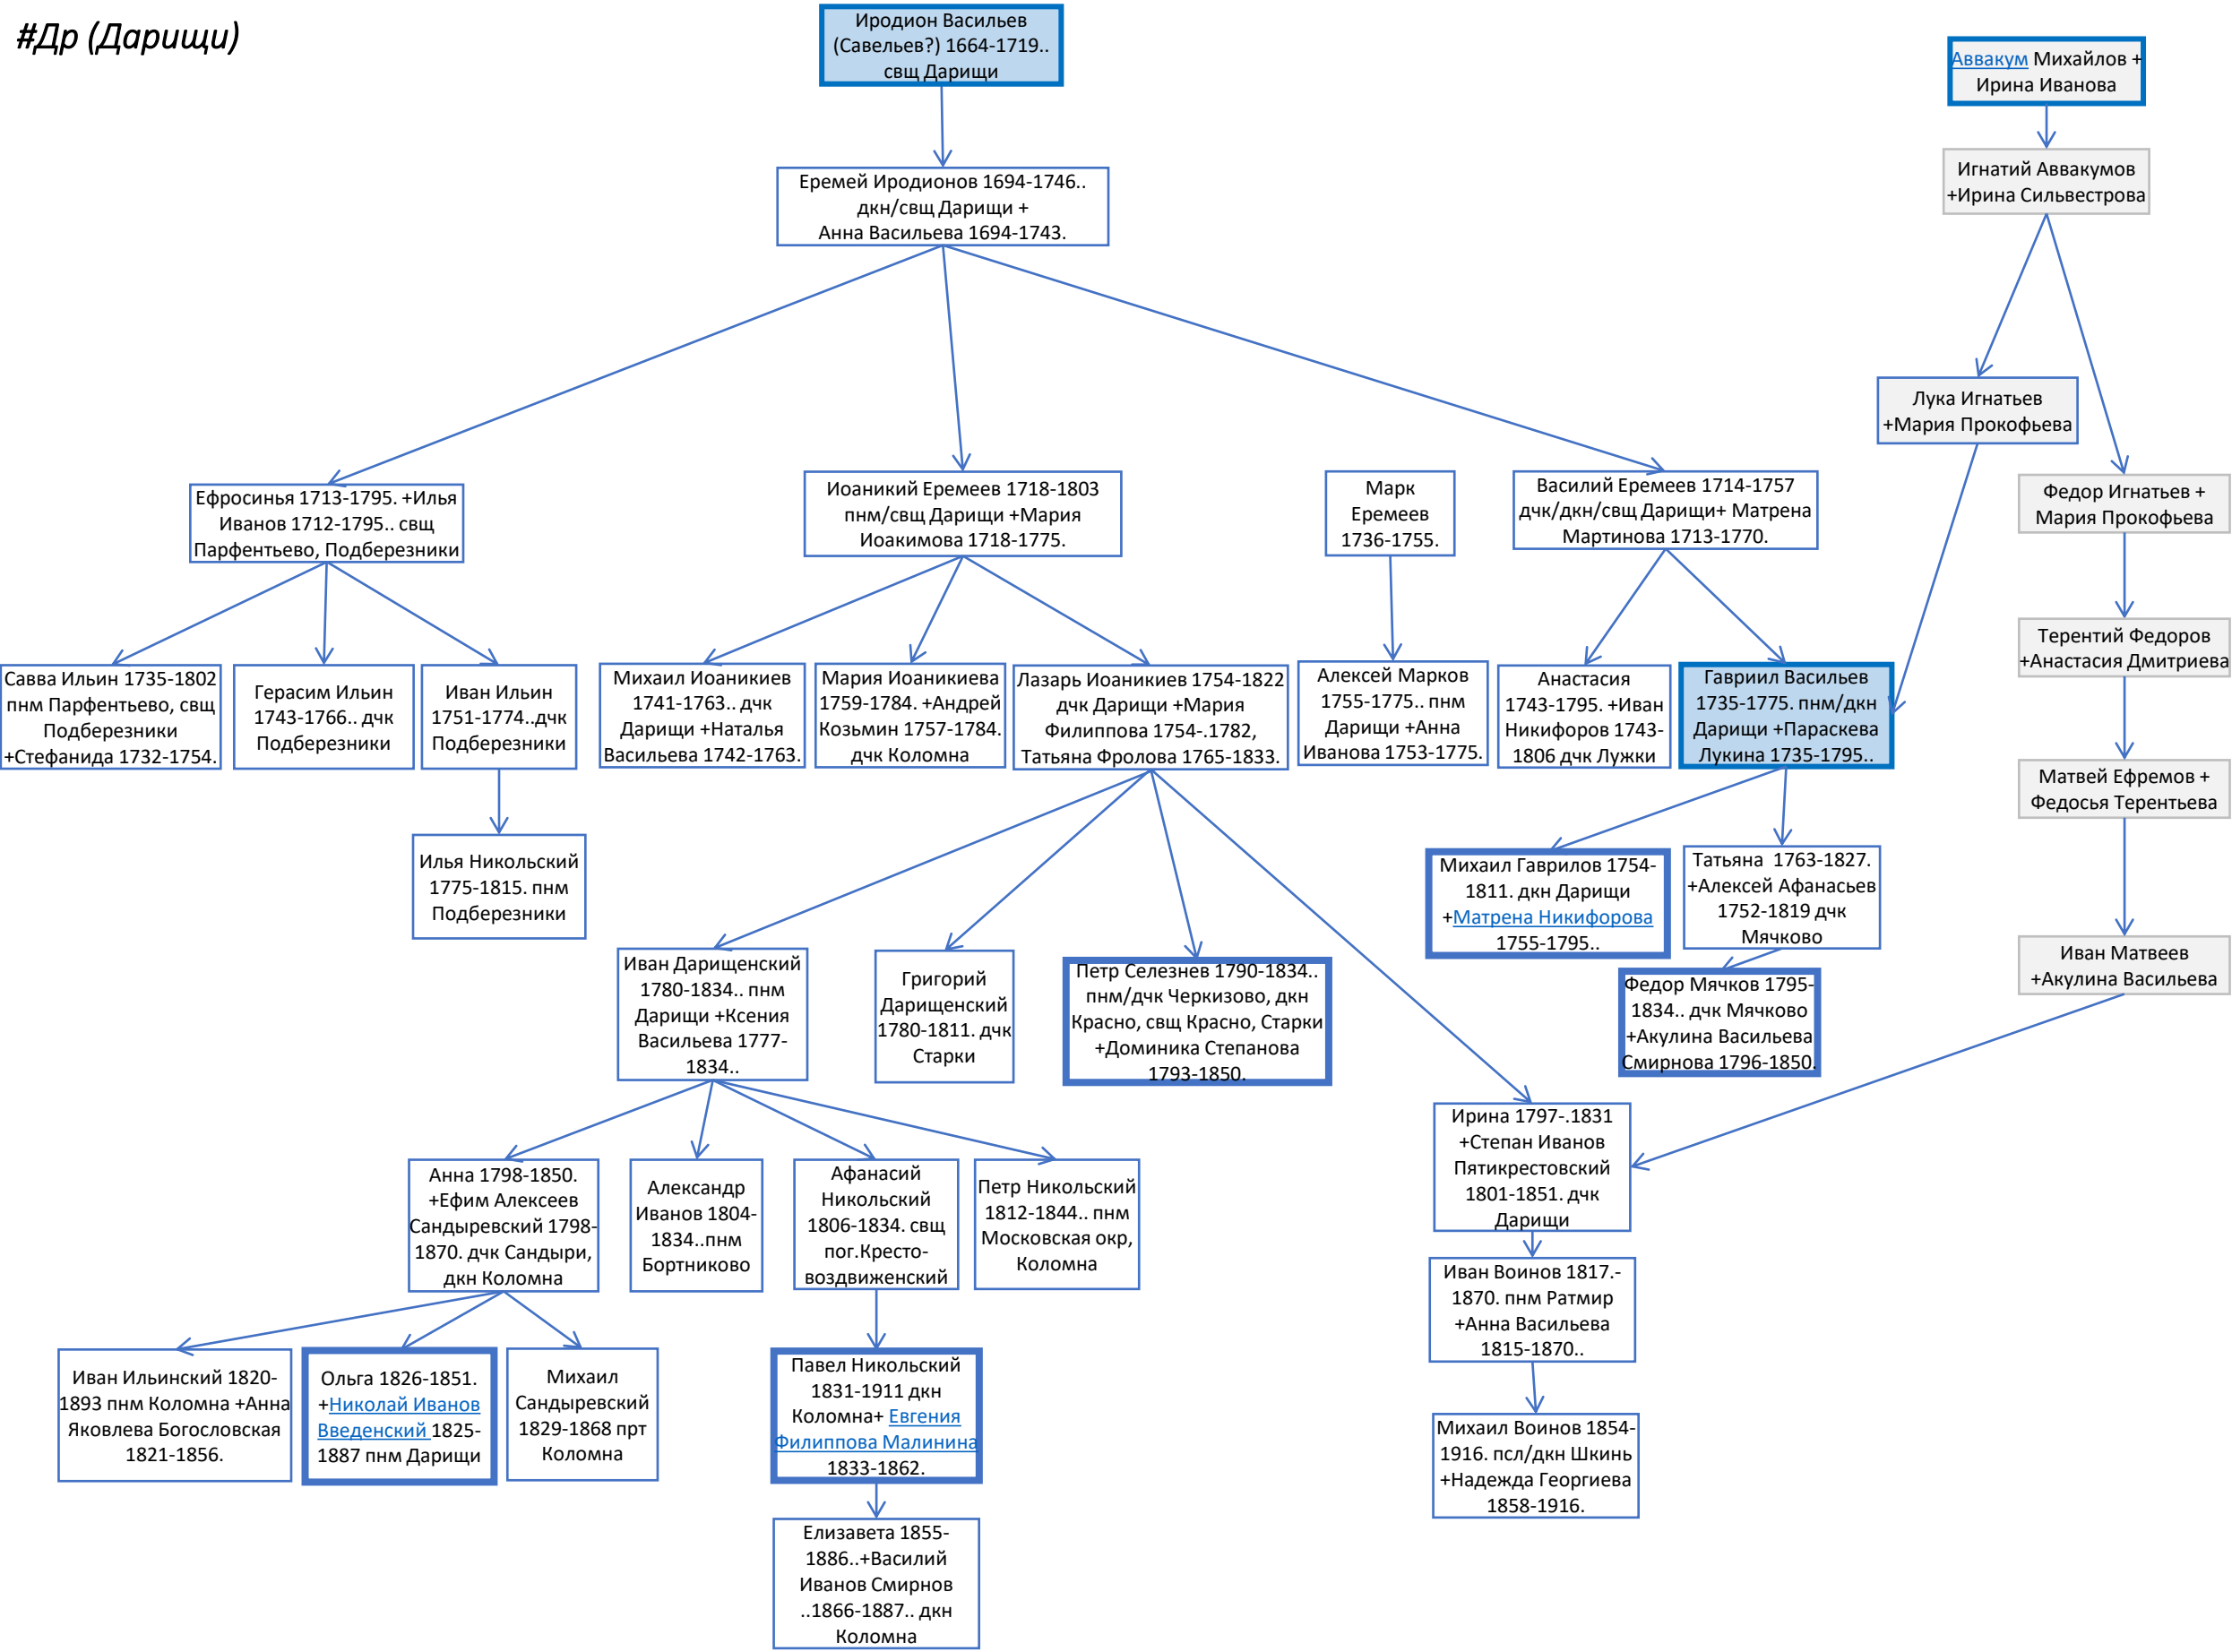 #Др (Дарищи)
Иродион Васильев
(Савельев?) 1664-1719..
свщ Дарищи
Аввакум Михайлов +
Ирина Иванова
Еремей Иродионов 1694-1746..
дкн/свщ Дарищи +
Анна Васильева 1694-1743.
Игнатий Аввакумов
+Ирина Сильвестрова
Лука Игнатьев
+Мария Прокофьева
Ефросинья 1713-1795. +Илья
Иванов 1712-1795.. свщ
Парфентьево, Подберезники
Иоаникий Еремеев 1718-1803
пнм/свщ Дарищи +Мария
Иоакимова 1718-1775.
Марк
Еремеев
1736-1755.
Василий Еремеев 1714-1757
дчк/дкн/свщ Дарищи+ Матрена
Мартинова 1713-1770.
Федор Игнатьев +
Мария Прокофьева
Савва Ильин 1735-1802
пнм Парфентьево, свщ
Подберезники
+Стефанида 1732-1754.
Герасим Ильин
1743-1766.. дчк
Подберезники
Иван Ильин
1751-1774..дчк
Подберезники
Михаил Иоаникиев
1741-1763.. дчк
Дарищи +Наталья
Васильева 1742-1763.
Мария Иоаникиева
1759-1784. +Андрей
Козьмин 1757-1784.
дчк Коломна
Лазарь Иоаникиев 1754-1822
дчк Дарищи +Мария
Филиппова 1754-.1782,
Татьяна Фролова 1765-1833.
Алексей Марков
1755-1775.. пнм
Дарищи +Анна
Иванова 1753-1775.
Анастасия
1743-1795. +Иван
Никифоров 1743-
1806 дчк Лужки
Гавриил Васильев
1735-1775. пнм/дкн
Дарищи +Параскева
Лукина 1735-1795..
Терентий Федоров
+Анастасия Дмитриева
Матвей Ефремов +
Федосья Терентьева
Илья Никольский
1775-1815. пнм
Подберезники
Михаил Гаврилов 1754-
1811. дкн Дарищи
+Матрена Никифорова
1755-1795..
Татьяна 1763-1827.
+Алексей Афанасьев
1752-1819 дчк
Мячково
Иван Матвеев
+Акулина Васильева
Иван Дарищенский
1780-1834.. пнм
Дарищи +Ксения
Васильева 1777-
1834..
Григорий
Дарищенский
1780-1811. дчк
Старки
Петр Селезнев 1790-1834..
пнм/дчк Черкизово, дкн
Красно, свщ Красно, Старки
+Доминика Степанова
1793-1850.
Федор Мячков 1795-
1834.. дчк Мячково
+Акулина Васильева
Смирнова 1796-1850.
Ирина 1797-.1831
+Степан Иванов
Пятикрестовский
1801-1851. дчк
Дарищи
Анна 1798-1850.
+Ефим Алексеев
Сандыревский 1798-
1870. дчк Сандыри,
дкн Коломна
Александр
Иванов 1804-
1834..пнм
Бортниково
Афанасий
Никольский
1806-1834. свщ
пог.Кресто-
воздвиженский
Петр Никольский
1812-1844.. пнм
Московская окр,
Коломна
Иван Воинов 1817.-
1870. пнм Ратмир
+Анна Васильева
1815-1870..
Иван Ильинский 1820-
1893 пнм Коломна +Анна
Яковлева Богословская
1821-1856.
Ольга 1826-1851.
+Николай Иванов
Введенский 1825-
1887 пнм Дарищи
Михаил
Сандыревский
1829-1868 прт
Коломна
Павел Никольский
1831-1911 дкн
Коломна+ Евгения
Филиппова Малинина
1833-1862.
Михаил Воинов 1854-
1916. псл/дкн Шкинь
+Надежда Георгиева
1858-1916.
Елизавета 1855-
1886..+Василий
Иванов Смирнов
..1866-1887.. дкн
Коломна